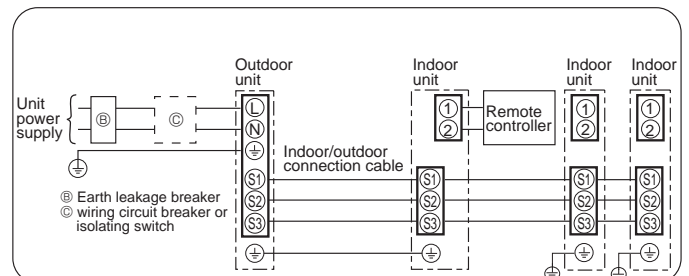 Outdoor
unit
Indoor
unit
Indoor
unit
Indoor
unit
Unit
power
supply
Ⓑ
Ⓒ
L
N
S1
S2
S3
1
2
Remote
controller
1
2
1
2
Indoor/outdoor
connection cable
S1
S2
S3
S1
S2
S3
S1
S2
S3
Ⓑ Earth leakage breaker
Ⓒ wiring circuit breaker or
isolating switch